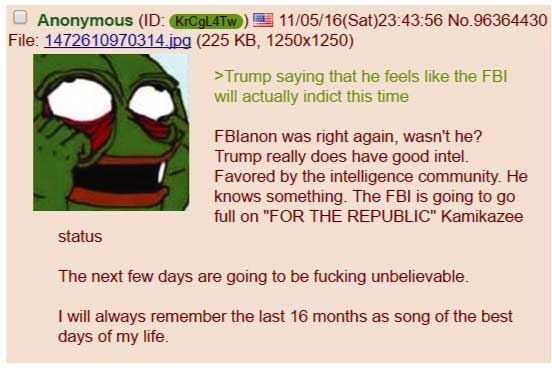 Anonymous (ID: KrCgL4Tw) 11/05/16(Sat)23:43:56 No.96364430
File: 1472610970314.jpg (225 KB, 1250x1250)
>Trump saying that he feels like the FBI
will actually indict this time
FBIanon was right again, wasn't he?
Trump really does have good intel.
Favored by the intelligence community. He
knows something. The FBI is going to go
full on "FOR THE REPUBLIC" Kamikazee
status
The next few days are going to be fucking unbelievable.
I will always remember the last 16 months as song of the best
days of my life.